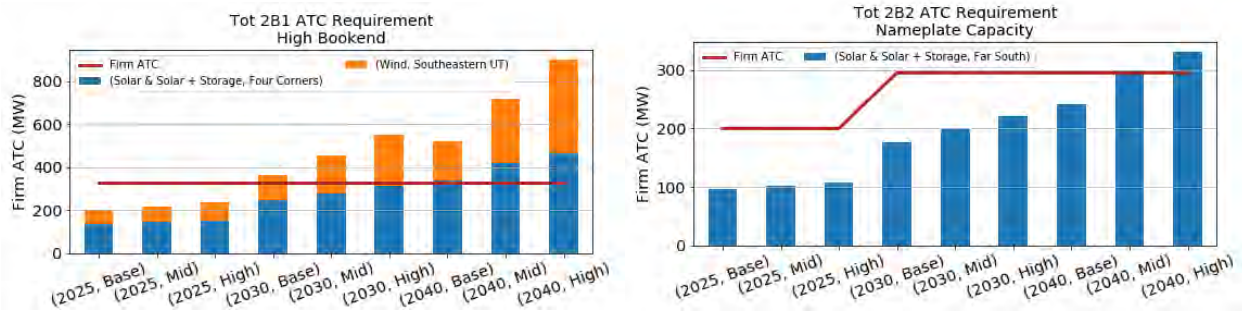 Tot 2B1 ATC Requirement
High Bookend
Firm ATC
(Wind, Southeastern UT)
(Solar & Solar + Storage, Four Corners)
Firm ATC (MW)
800
600
400
200
0
(2025, Base)
(2025, Mid)
(2025, High)
(2030, Base)
(2030, Mid)
(2030, High)
(2040, Base)
(2040, Mid)
(2040, High)
Tot 2B2 ATC Requirement
Nameplate Capacity
Firm ATC
(Solar & Solar + Storage, Far South)
Firm ATC (MW)
300
200
100
0
(2025, Base)
(2025, Mid)
(2025, High)
(2030, Base)
(2030, Mid)
(2030, High)
(2040, Base)
(2040, Mid)
(2040, High)